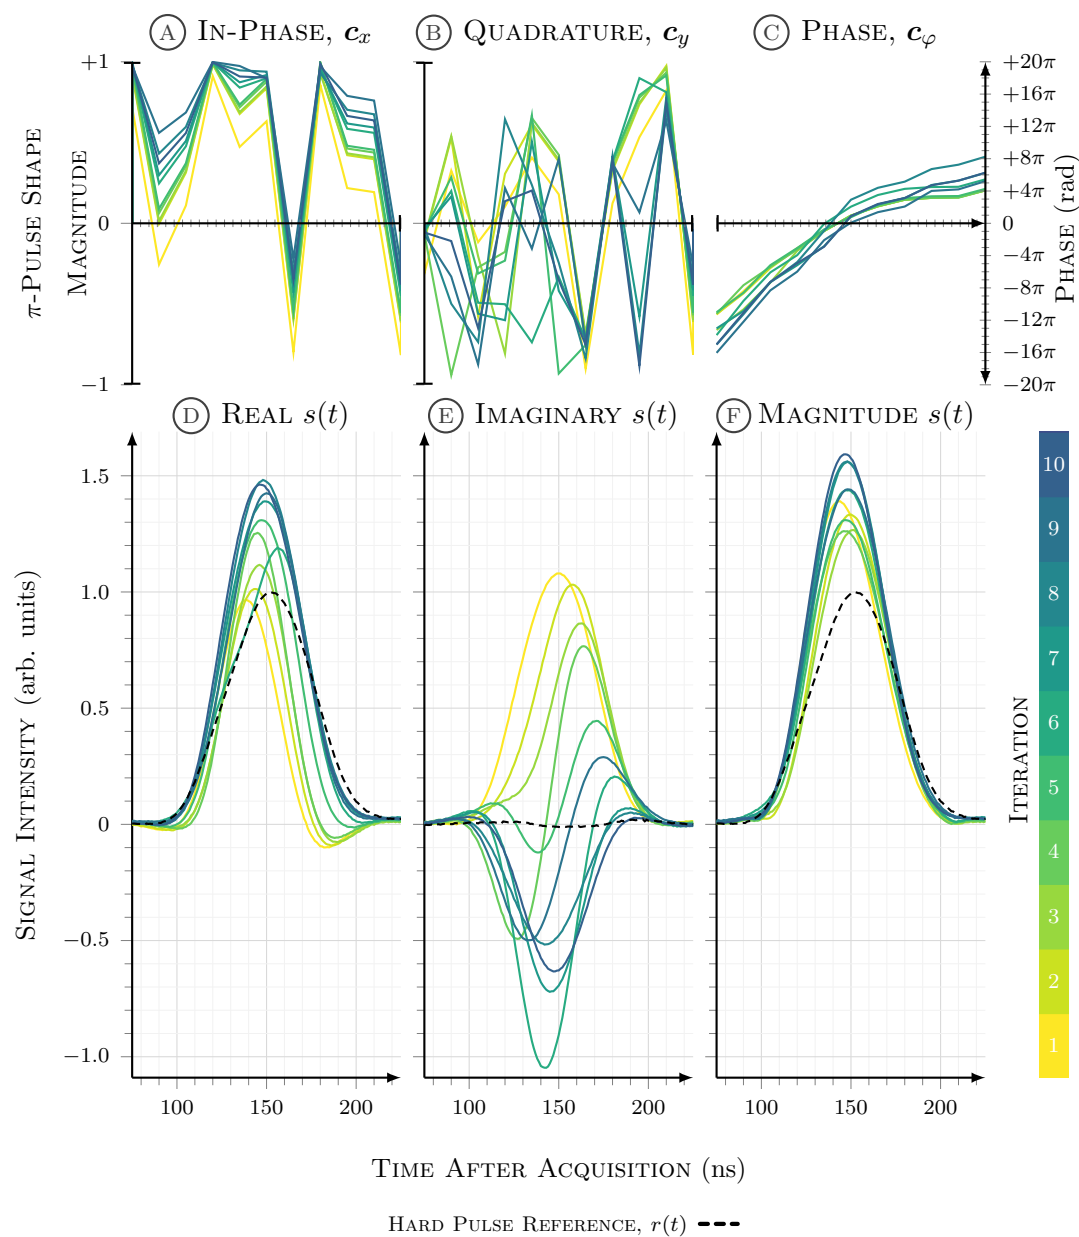 A IN-PHASE, cₓ
B QUADRATURE, c_y
C PHASE, c_φ
π-PULSE SHAPE
MAGNITUDE
+1
0
−1
+20π
+16π
+12π
+8π
+4π
0
−4π
−8π
−12π
−16π
−20π
PHASE (rad)
D REAL s(t)
E IMAGINARY s(t)
F MAGNITUDE s(t)
SIGNAL INTENSITY (arb. units)
1.5
1.0
0.5
0
−0.5
−1.0
100 150 200
100 150 200
100 150 200
10
9
8
7
6
5
4
3
2
1
ITERATION
TIME AFTER ACQUISITION (ns)
HARD PULSE REFERENCE, r(t)